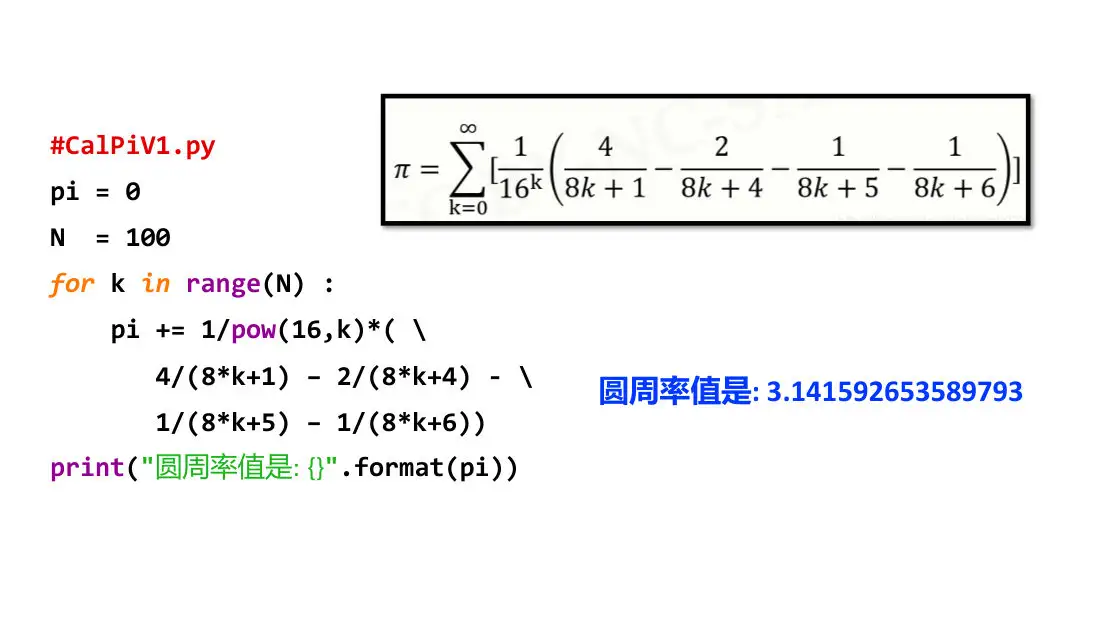 #CalPiV1.py
pi = 0
N  = 100
for k in range(N) :
    pi += 1/pow(16,k)*( \
       4/(8*k+1) – 2/(8*k+4) - \
       1/(8*k+5) – 1/(8*k+6))
print("圆周率值是: {}".format(pi))
π = ∑_{k=0}^{∞} [1/16^k (4/(8k + 1) − 2/(8k + 4) − 1/(8k + 5) − 1/(8k + 6))]
圆周率值是: 3.141592653589793